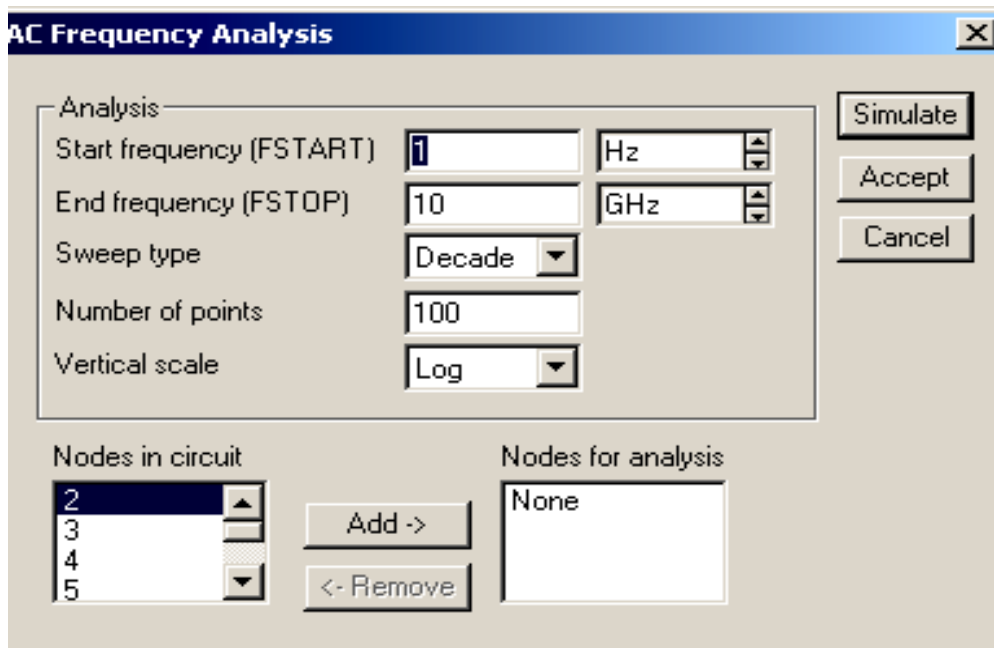 AC Frequency Analysis
Analysis
Start frequency (FSTART) 1 Hz
End frequency (FSTOP) 10 GHz
Sweep type Decade
Number of points 100
Vertical scale Log
Simulate
Accept
Cancel
Nodes in circuit
2
3
4
5
Add ->
<- Remove
Nodes for analysis
None